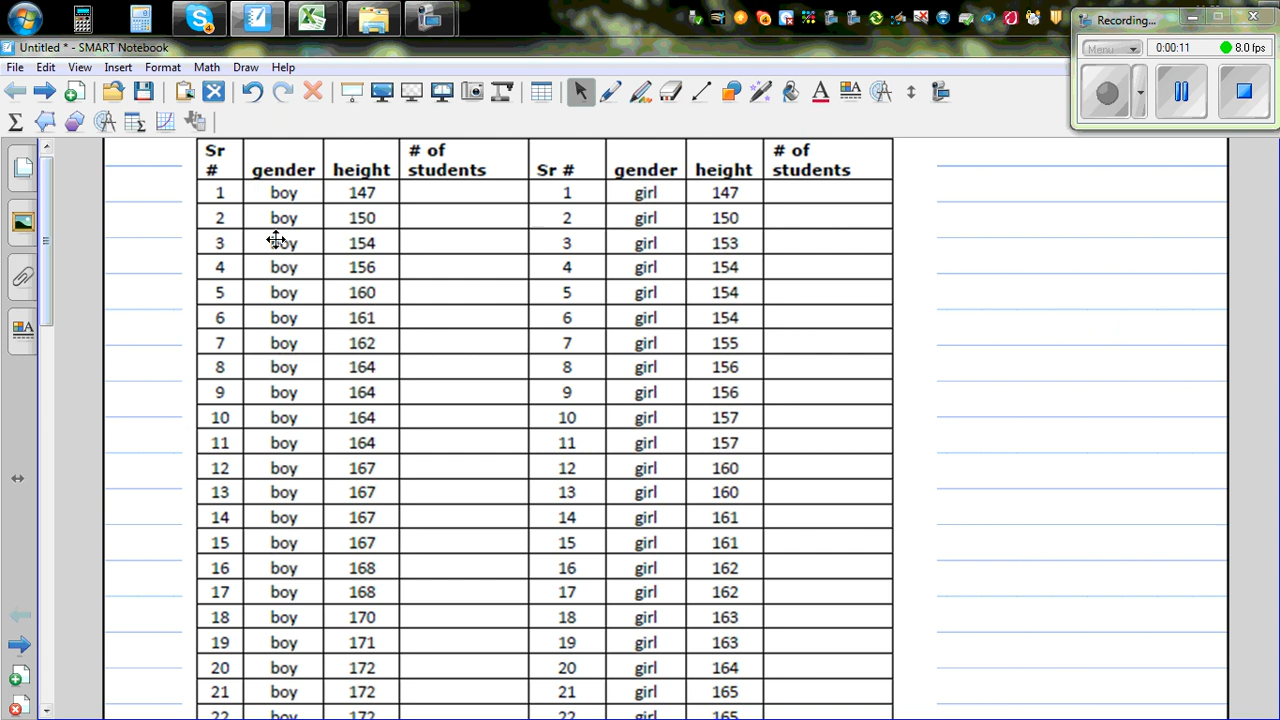 Recording...
Untitled * - SMART Notebook
Menu
0:00:11
8.0 fps
File Edit View Insert Format Math Draw Help
Sr # gender height # of students Sr # gender height # of students
1 boy 147 1 girl 147
2 boy 150 2 girl 150
3 boy 154 3 girl 153
4 boy 156 4 girl 154
5 boy 160 5 girl 154
6 boy 161 6 girl 154
7 boy 162 7 girl 155
8 boy 164 8 girl 156
9 boy 164 9 girl 156
10 boy 164 10 girl 157
11 boy 164 11 girl 157
12 boy 167 12 girl 160
13 boy 167 13 girl 160
14 boy 167 14 girl 161
15 boy 167 15 girl 161
16 boy 168 16 girl 162
17 boy 168 17 girl 162
18 boy 170 18 girl 163
19 boy 171 19 girl 163
20 boy 172 20 girl 164
21 boy 172 21 girl 165
22 boy 172 22 girl 165